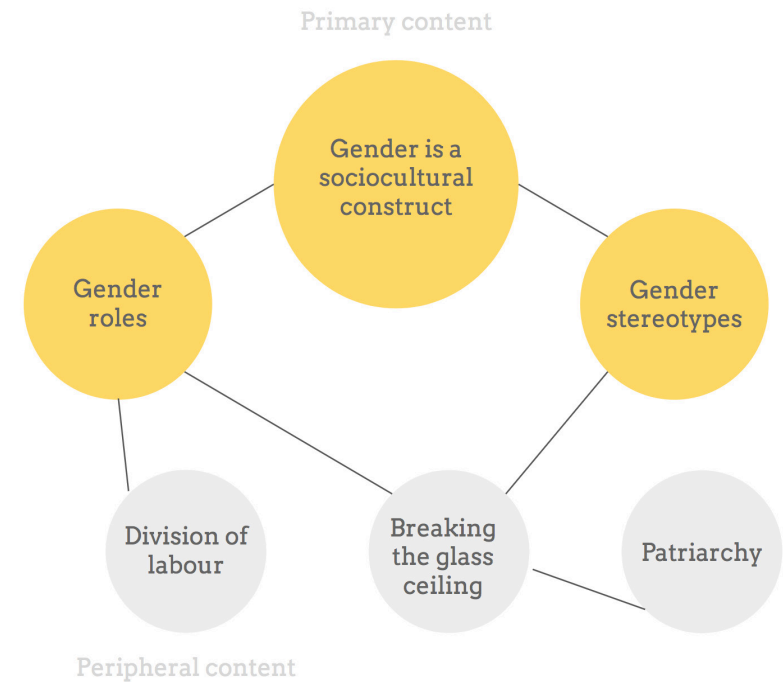 Primary content
Gender is a
sociocultural
construct
Gender
roles
Gender
stereotypes
Division of
labour
Breaking
the glass
ceiling
Patriarchy
Peripheral content